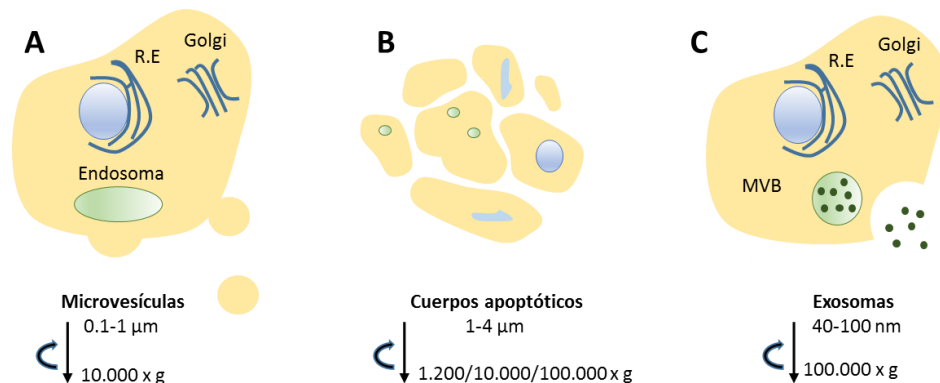 A
R.E
Golgi
Endosoma
Microvesículas
0.1-1 µm
10.000 x g
B
Cuerpos apoptóticos
1-4 µm
1.200/10.000/100.000 x g
C
R.E
Golgi
MVB
Exosomas
40-100 nm
100.000 x g